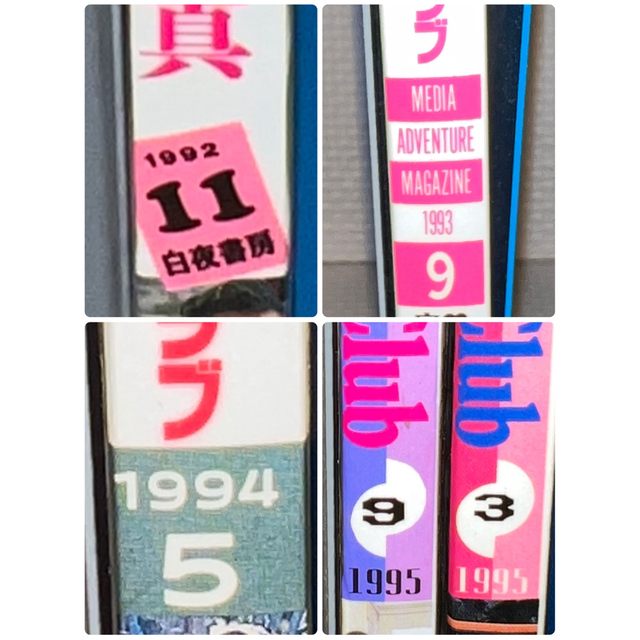 真
1992
11
白夜書房
ブ
MEDIA
ADVENTURE
MAGAZINE
1993
9
ブ
1994
5
Club
9
1995
Club
3
1995